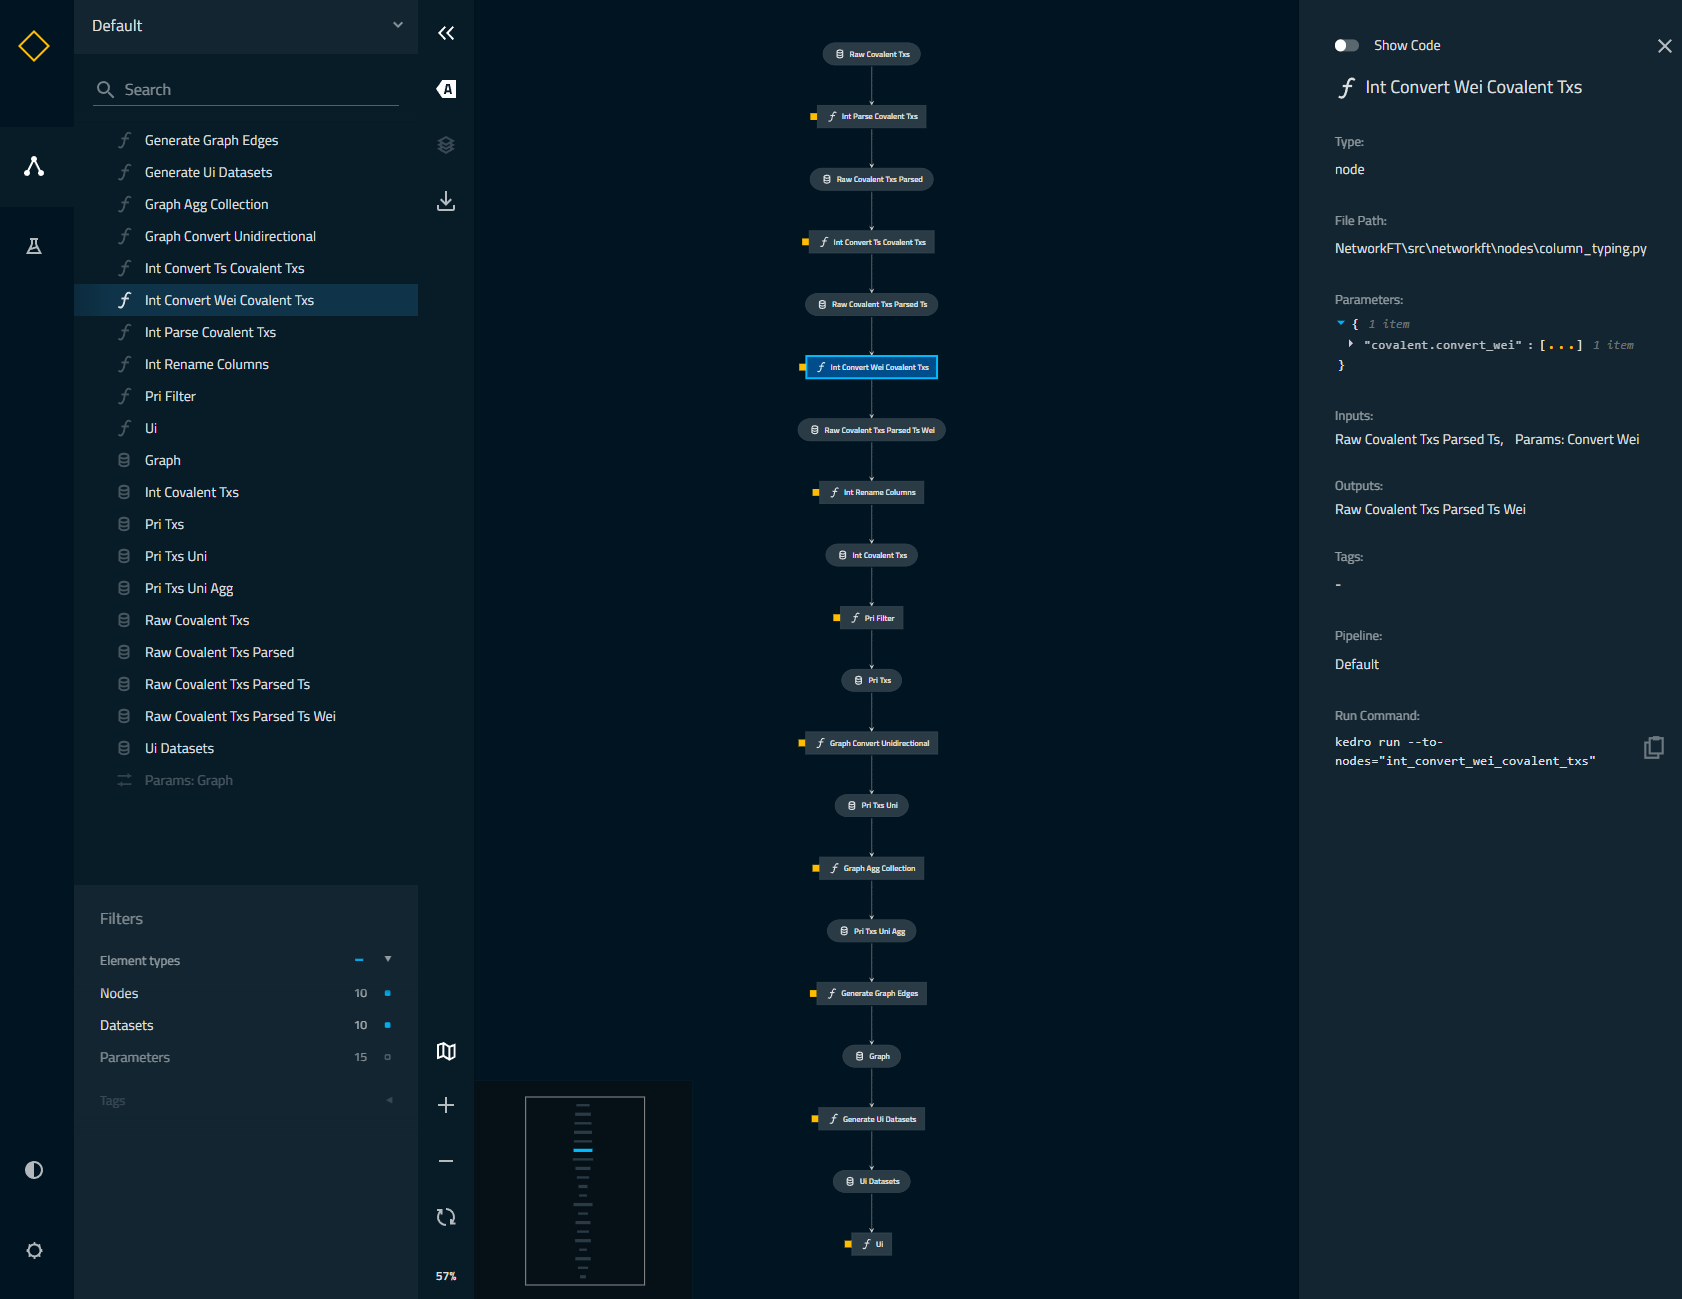 Default
Search
Generate Graph Edges
Generate Ui Datasets
Graph Agg Collection
Graph Convert Unidirectional
Int Convert Ts Covalent Txs
Int Convert Wei Covalent Txs
Int Parse Covalent Txs
Int Rename Columns
Pri Filter
Ui
Graph
Int Covalent Txs
Pri Txs
Pri Txs Uni
Pri Txs Uni Agg
Raw Covalent Txs
Raw Covalent Txs Parsed
Raw Covalent Txs Parsed Ts
Raw Covalent Txs Parsed Ts Wei
Ui Datasets
Params: Graph
Filters
Element types
Nodes 10
Datasets 10
Parameters 15
Tags
A
57%
Raw Covalent Txs
Int Parse Covalent Txs
Raw Covalent Txs Parsed
Int Convert Ts Covalent Txs
Raw Covalent Txs Parsed Ts
Int Convert Wei Covalent Txs
Raw Covalent Txs Parsed Ts Wei
Int Rename Columns
Int Covalent Txs
Pri Filter
Pri Txs
Graph Convert Unidirectional
Pri Txs Uni
Graph Agg Collection
Pri Txs Uni Agg
Generate Graph Edges
Graph
Generate Ui Datasets
Ui Datasets
Ui
Show Code
Int Convert Wei Covalent Txs
Type:
node
File Path:
NetworkFT\src\networkft\nodes\column_typing.py
Parameters:
{ 1 item
"covalent.convert_wei" : [...] 1 item
}
Inputs:
Raw Covalent Txs Parsed Ts, Params: Convert Wei
Outputs:
Raw Covalent Txs Parsed Ts Wei
Tags:
-
Pipeline:
Default
Run Command:
kedro run --to-
nodes="int_convert_wei_covalent_txs"